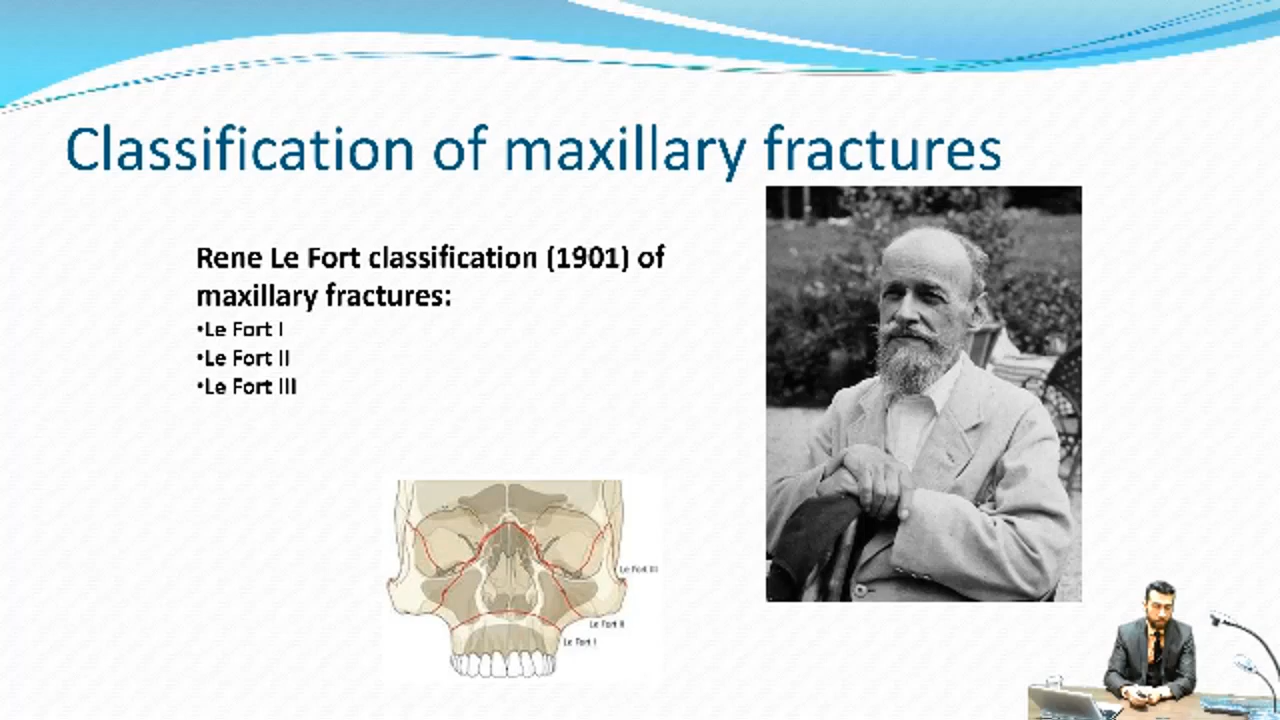 Classification of maxillary fractures
Rene Le Fort classification (1901) of
maxillary fractures:
•Le Fort I
•Le Fort II
•Le Fort III
Le Fort III
Le Fort II
Le Fort I